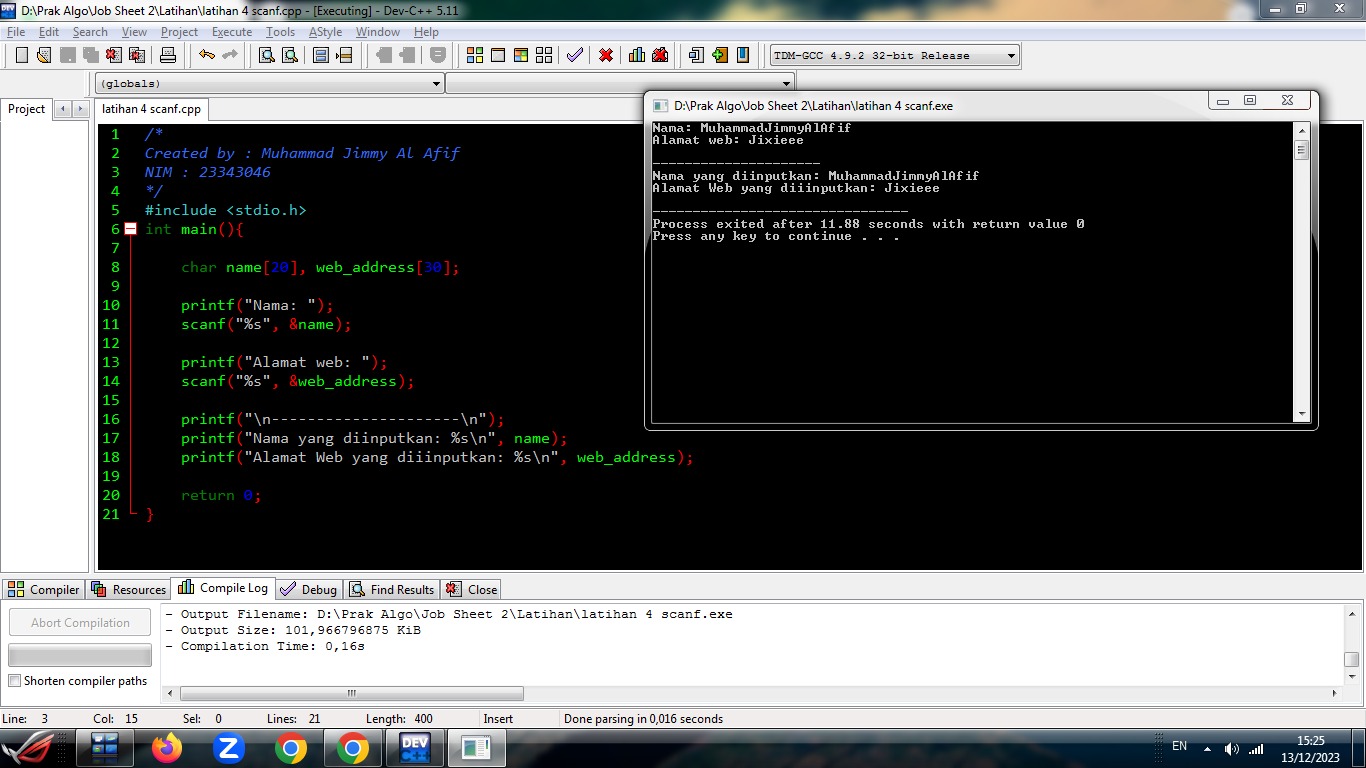 D:\Prak Algo\Job Sheet 2\Latihan\latihan 4 scanf.cpp - [Executing] - Dev-C++ 5.11
File Edit Search View Project Execute Tools AStyle Window Help
TDM-GCC 4.9.2 32-bit Release
(globals)
Project
latihan 4 scanf.cpp
1 /*
2 Created by : Muhammad Jimmy Al Afif
3 NIM : 23343046
4 */
5 #include <stdio.h>
6 int main(){
7
8 char name[20], web_address[30];
9
10 printf("Nama: ");
11 scanf("%s", &name);
12
13 printf("Alamat web: ");
14 scanf("%s", &web_address);
15
16 printf("\n---------------------\n");
17 printf("Nama yang diinputkan: %s\n", name);
18 printf("Alamat Web yang diiinputkan: %s\n", web_address);
19
20 return 0;
21 }
D:\Prak Algo\Job Sheet 2\Latihan\latihan 4 scanf.exe
Nama: MuhammadJimmyAlAfif
Alamat web: Jixieee
---------------------
Nama yang diinputkan: MuhammadJimmyAlAfif
Alamat Web yang diiinputkan: Jixieee
--------------------------------
Process exited after 11.88 seconds with return value 0
Press any key to continue . . .
Compiler Resources Compile Log Debug Find Results Close
Abort Compilation
Shorten compiler paths
- Output Filename: D:\Prak Algo\Job Sheet 2\Latihan\latihan 4 scanf.exe
- Output Size: 101,966796875 KiB
- Compilation Time: 0,16s
Line: 3 Col: 15 Sel: 0 Lines: 21 Length: 400 Insert Done parsing in 0,016 seconds
DEV C++
EN
15:25
13/12/2023